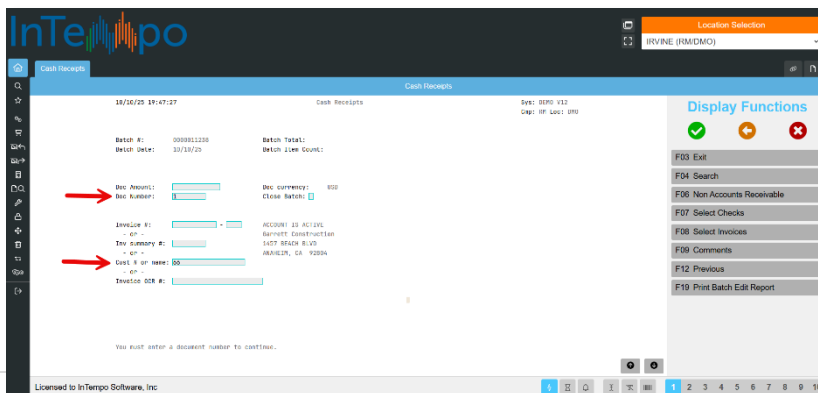 InTempo
Location Selection
IRVINE (RM/DMO)
Cash Receipts
Cash Receipts
10/10/25 19:47:27 Cash Receipts Sys: DEMO V12
Cmp: RM Loc: DMO
Display Functions
Batch #: 0000011236 Batch Total:
Batch Date: 10/10/25 Batch Item Count:
F03 Exit
F04 Search
Doc Amount: Doc currency: USD
Doc Number: Close Batch:
F06 Non Accounts Receivable
F07 Select Checks
Invoice #: - ACCOUNT IS ACTIVE
- or - Garrett Construction
F08 Select Invoices
Inv summary #: 1457 BEACH BLVD
- or - ANAHEIM, CA 92804
F09 Comments
Cust # or name:
- or -
F12 Previous
Invoice OCR #:
F19 Print Batch Edit Report
You must enter a document number to continue.
Licensed to InTempo Software, Inc 1 2 3 4 5 6 7 8 9 10